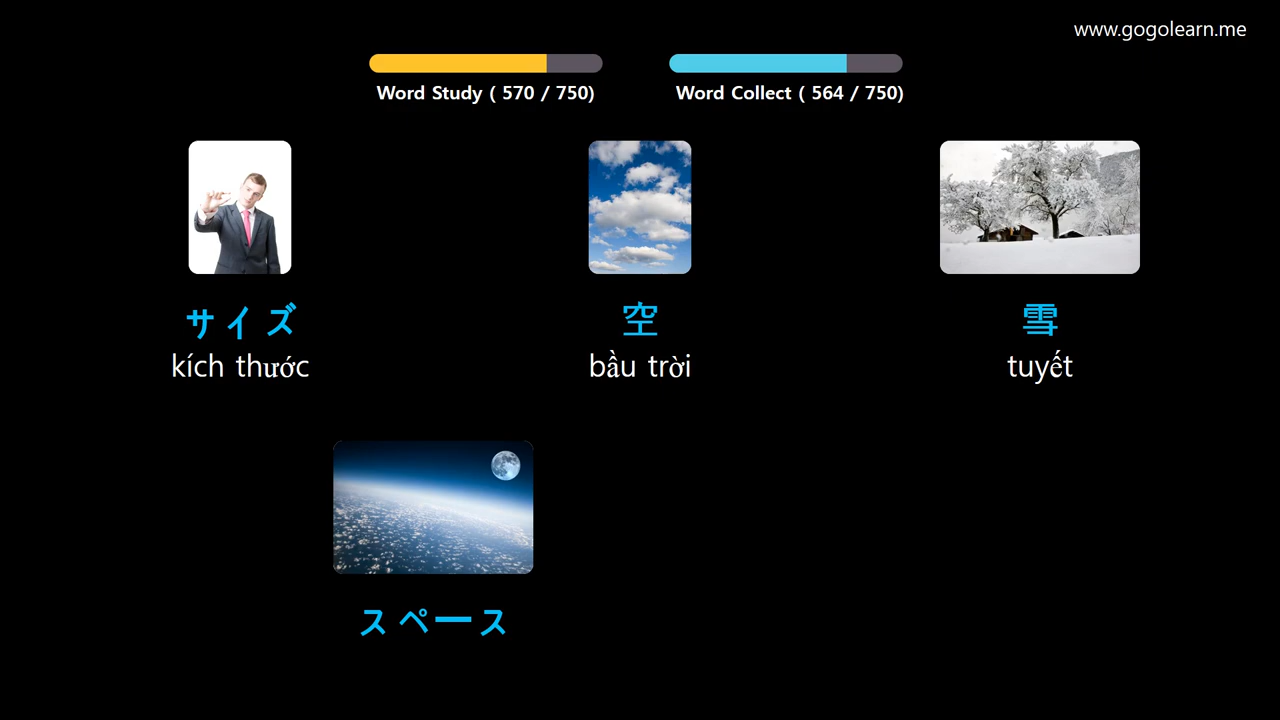 www.gogolearn.me
Word Study ( 570 / 750)
Word Collect ( 564 / 750)
サイズ
空
雪
kích thước
bầu trời
tuyết
スペース